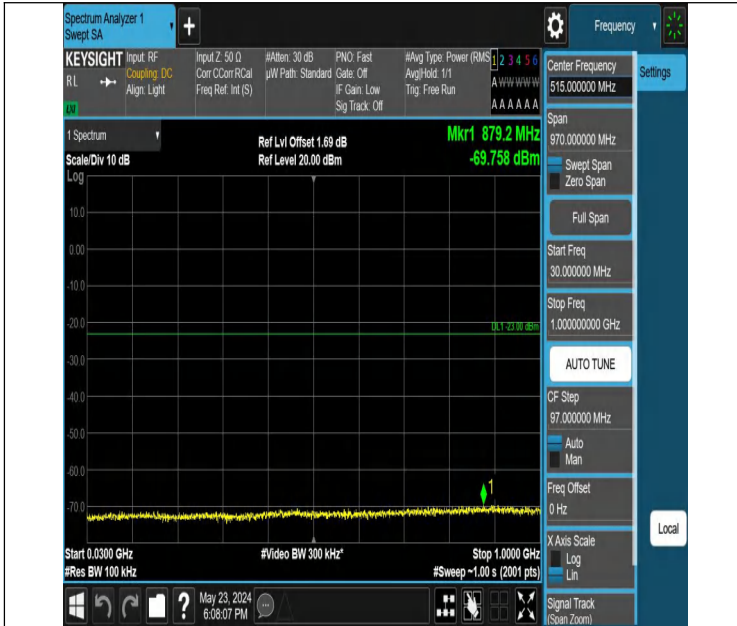 Spectrum Analyzer 1
Swept SA
+
Frequency
KEYSIGHT
RL
Input: RF
Coupling: DC
Align: Light
Input Z: 50 Ω
Corr CCorr RCal
Freq Ref: Int (S)
#Atten: 30 dB
µW Path: Standard
PNO: Fast
Gate: Off
IF Gain: Low
Sig Track: Off
#Avg Type: Power (RMS
Avg|Hold: 1/1
Trig: Free Run
1 2 3 4 5 6
A W W W W W
A A A A A A
1 Spectrum
Scale/Div 10 dB
Ref Lvl Offset 1.69 dB
Ref Level 20.00 dBm
Mkr1 879.2 MHz
-69.758 dBm
Log
10.0
0.00
-10.0
-20.0
DL1 -23.00 dBm
-30.0
-40.0
-50.0
-60.0
1
-70.0
Start 0.0300 GHz
#Res BW 100 kHz
#Video BW 300 kHz*
Stop 1.0000 GHz
#Sweep ~1.00 s (2001 pts)
?
May 23, 2024
6:08:07 PM
Center Frequency
515.000000 MHz
Settings
Span
970.000000 MHz
Swept Span
Zero Span
Full Span
Start Freq
30.000000 MHz
Stop Freq
1.000000000 GHz
AUTO TUNE
CF Step
97.000000 MHz
Auto
Man
Freq Offset
0 Hz
Local
X Axis Scale
Log
Lin
Signal Track
(Span Zoom)